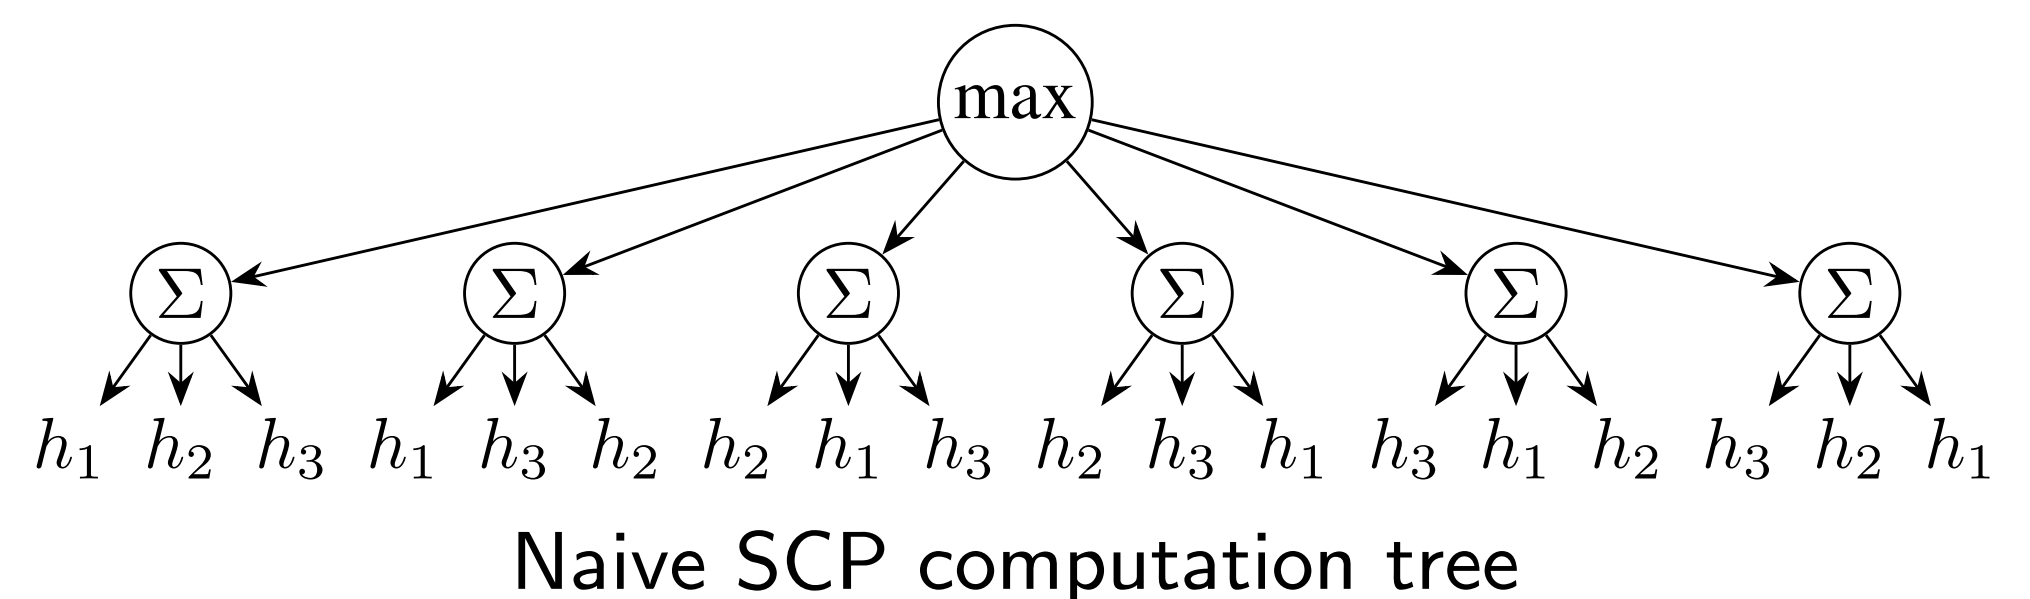 max
Σ Σ Σ Σ Σ Σ
h₁ h₂ h₃ h₁ h₃ h₂ h₂ h₁ h₃ h₂ h₃ h₁ h₃ h₁ h₂ h₃ h₂ h₁
Naive SCP computation tree